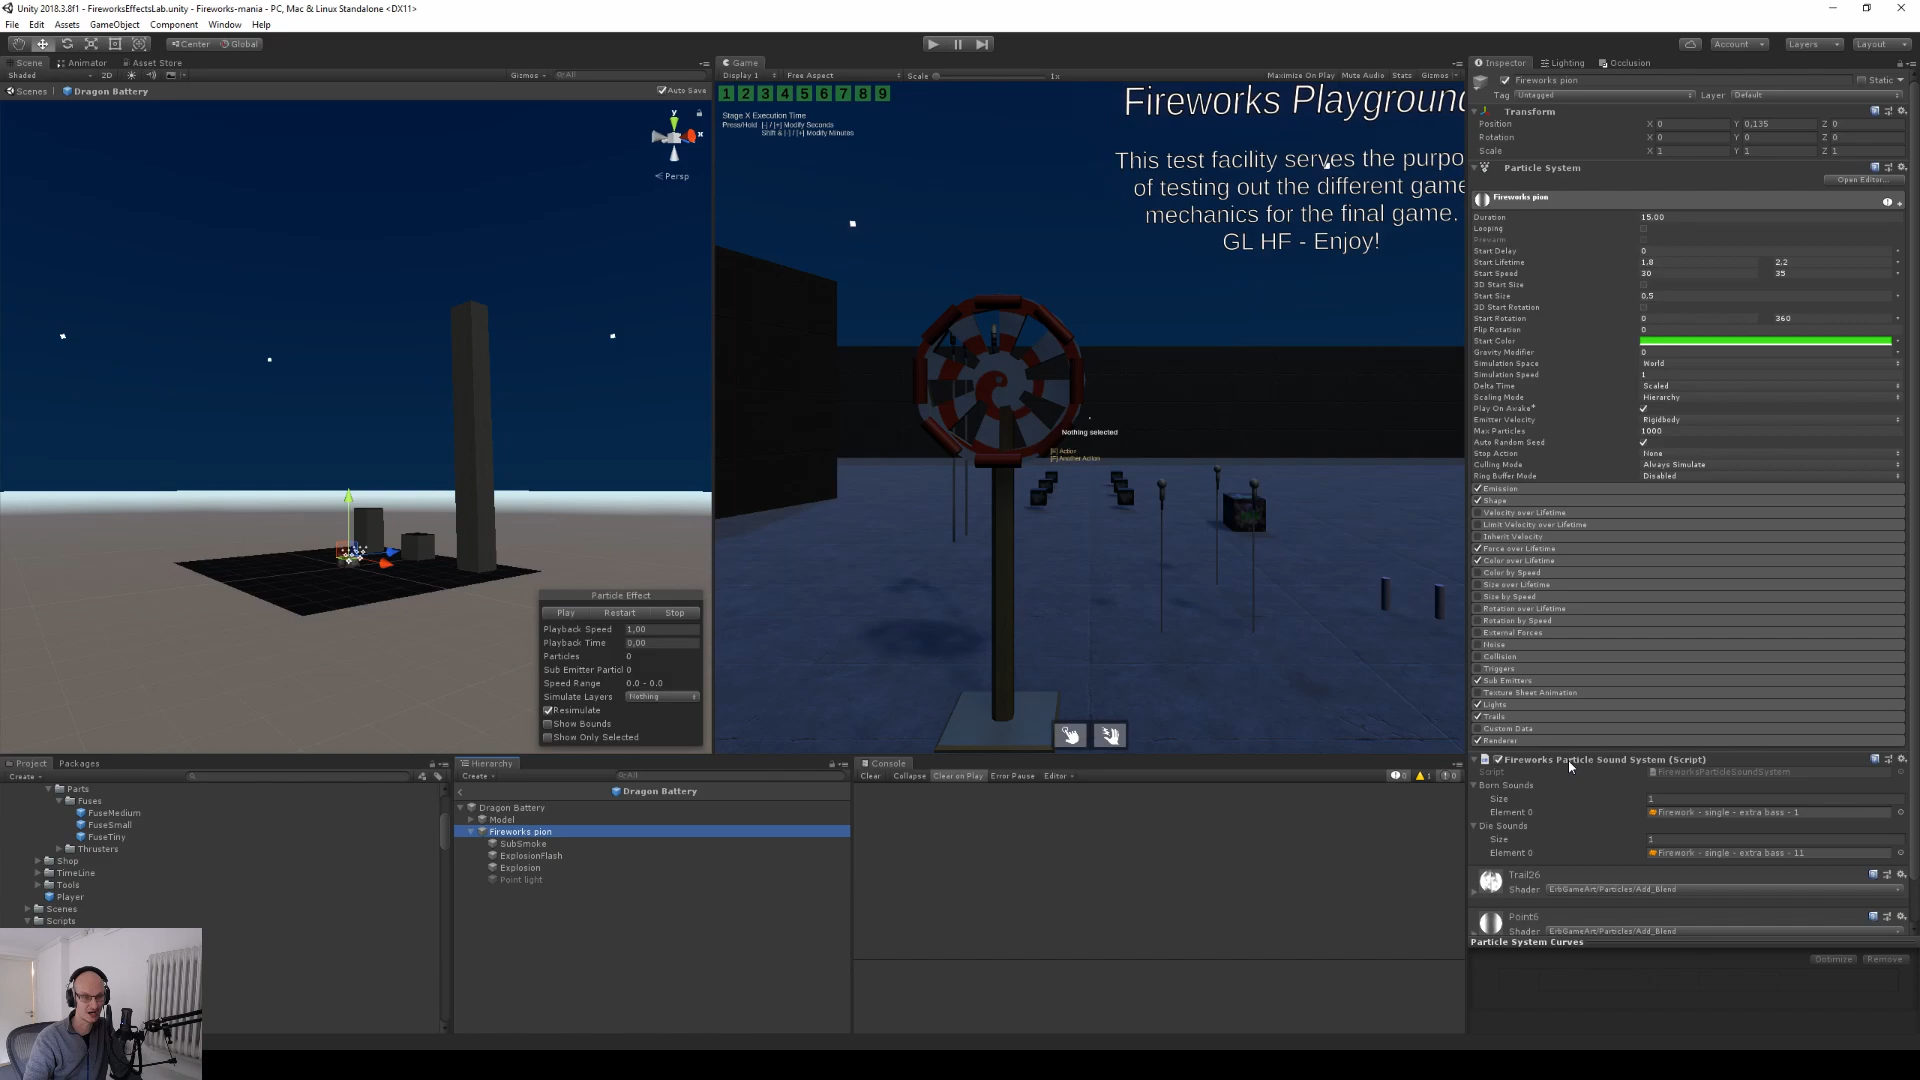 Unity 2018.3.8f1 - FireworksEffectsLab.unity - Fireworks-mania - PC, Mac & Linux Standalone <DX11>
File Edit Assets GameObject Component Window Help
Center Global
Account Layers Layout
Scene Animator Asset Store
Shaded 2D Gizmos All
Scenes Dragon Battery Auto Save
y
x
Persp
Particle Effect
Play Restart Stop
Playback Speed 1,00
Playback Time 0,00
Particles 0
Sub Emitter Particl 0
Speed Range 0.0 - 0.0
Simulate Layers Nothing
Resimulate
Show Bounds
Show Only Selected
Game
Display 1 Free Aspect Scale 1x Maximize On Play Mute Audio Stats Gizmos
1 2 3 4 5 6 7 8 9
Stage X Execution Time
Press/Hold [-] / [+] Modify Seconds
Shift & [-] / [+] Modify Minutes
Fireworks Playground
This test facility serves the purpo
of testing out the different game
mechanics for the final game.
GL HF - Enjoy!
Nothing selected
[E] Action
[F] Another Action
Inspector Lighting Occlusion
Fireworks pion Static
Tag Untagged Layer Default
Transform
Position X 0 Y 0,135 Z 0
Rotation X 0 Y 0 Z 0
Scale X 1 Y 1 Z 1
Particle System
Open Editor...
Fireworks pion
Duration 15.00
Looping
Prewarm
Start Delay 0
Start Lifetime 1,8 2,2
Start Speed 30 35
3D Start Size
Start Size 0,5
3D Start Rotation
Start Rotation 0 360
Flip Rotation 0
Start Color
Gravity Modifier 0
Simulation Space World
Simulation Speed 1
Delta Time Scaled
Scaling Mode Hierarchy
Play On Awake*
Emitter Velocity Rigidbody
Max Particles 1000
Auto Random Seed
Stop Action None
Culling Mode Always Simulate
Ring Buffer Mode Disabled
Emission
Shape
Velocity over Lifetime
Limit Velocity over Lifetime
Inherit Velocity
Force over Lifetime
Color over Lifetime
Color by Speed
Size over Lifetime
Size by Speed
Rotation over Lifetime
Rotation by Speed
External Forces
Noise
Collision
Triggers
Sub Emitters
Texture Sheet Animation
Lights
Trails
Custom Data
Renderer
Fireworks Particle Sound System (Script)
Script FireworksParticleSoundSystem
Born Sounds
Size 1
Element 0 Firework - single - extra bass - 1
Die Sounds
Size 1
Element 0 Firework - single - extra bass - 11
Trail26
Shader ErbGameArt/Particles/Add_Blend
Point6
Shader ErbGameArt/Particles/Add_Blend
Particle System Curves
Optimize Remove
Project Packages
Create
Parts
Fuses
FuseMedium
FuseSmall
FuseTiny
Thrusters
Shop
TimeLine
Tools
Player
Scenes
Scripts
Hierarchy
Create All
Dragon Battery
Dragon Battery
Model
Fireworks pion
SubSmoke
ExplosionFlash
Explosion
Point light
Console
Clear Collapse Clear on Play Error Pause Editor 0 1 0